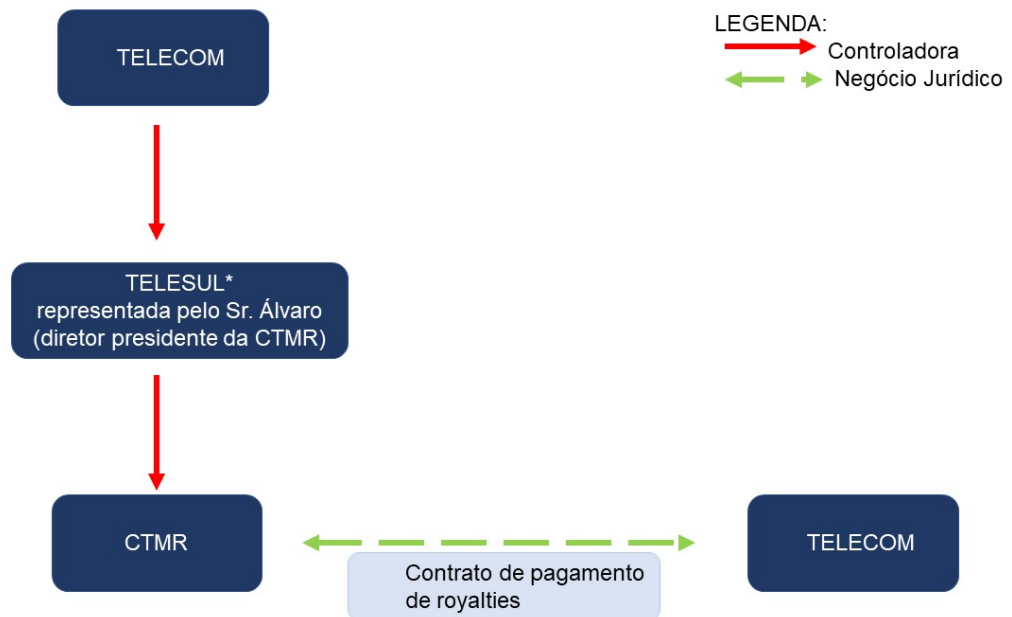 TELECOM
LEGENDA:
Controladora
Negócio Jurídico
TELESUL*
representada pelo Sr. Álvaro
(diretor presidente da CTMR)
CTMR
Contrato de pagamento
de royalties
TELECOM